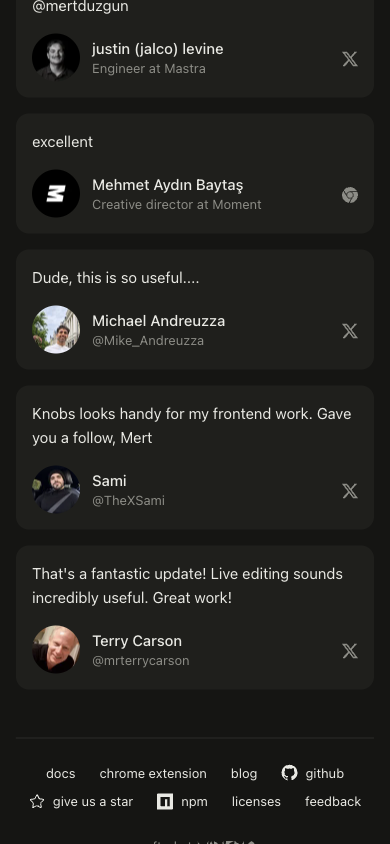 @mertduzgun
justin (jalco) levine
Engineer at Mastra
excellent
Mehmet Aydın Baytaş
Creative director at Moment
Dude, this is so useful....
Michael Andreuzza
@Mike_Andreuzza
Knobs looks handy for my frontend work. Gave
you a follow, Mert
Sami
@TheXSami
That's a fantastic update! Live editing sounds
incredibly useful. Great work!
Terry Carson
@mrterrycarson
docs chrome extension blog github
give us a star npm licenses feedback